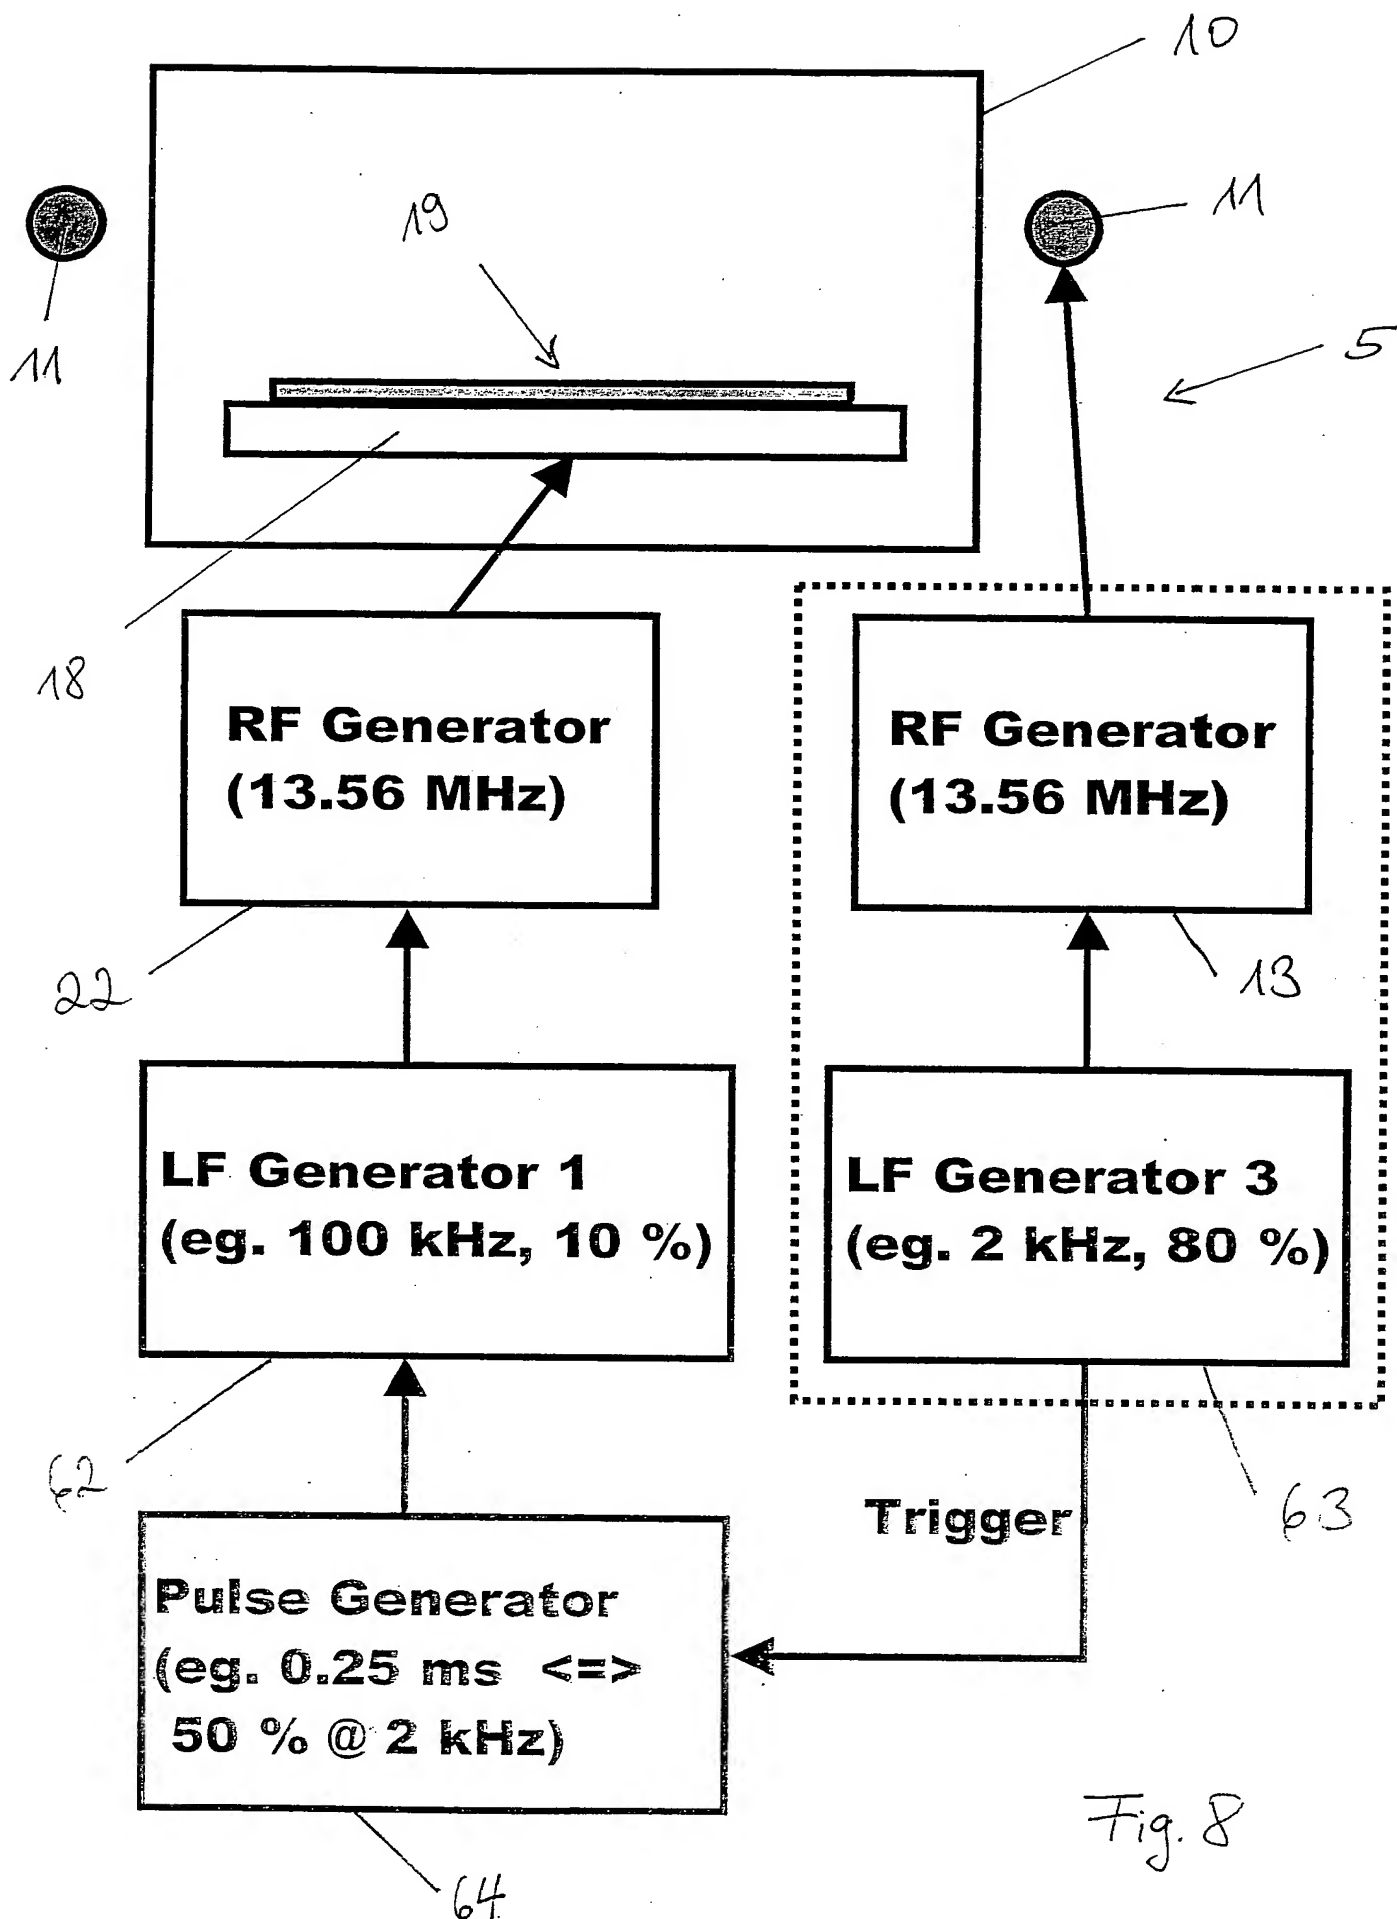 10
11
11
19
5
18
RF Generator
(13.56 MHz)
RF Generator
(13.56 MHz)
22
13
LF Generator 1
(eg. 100 kHz, 10 %)
LF Generator 3
(eg. 2 kHz, 80 %)
62
63
Trigger
Pulse Generator
(eg. 0.25 ms <=>
50 % @ 2 kHz)
64
Fig. 8